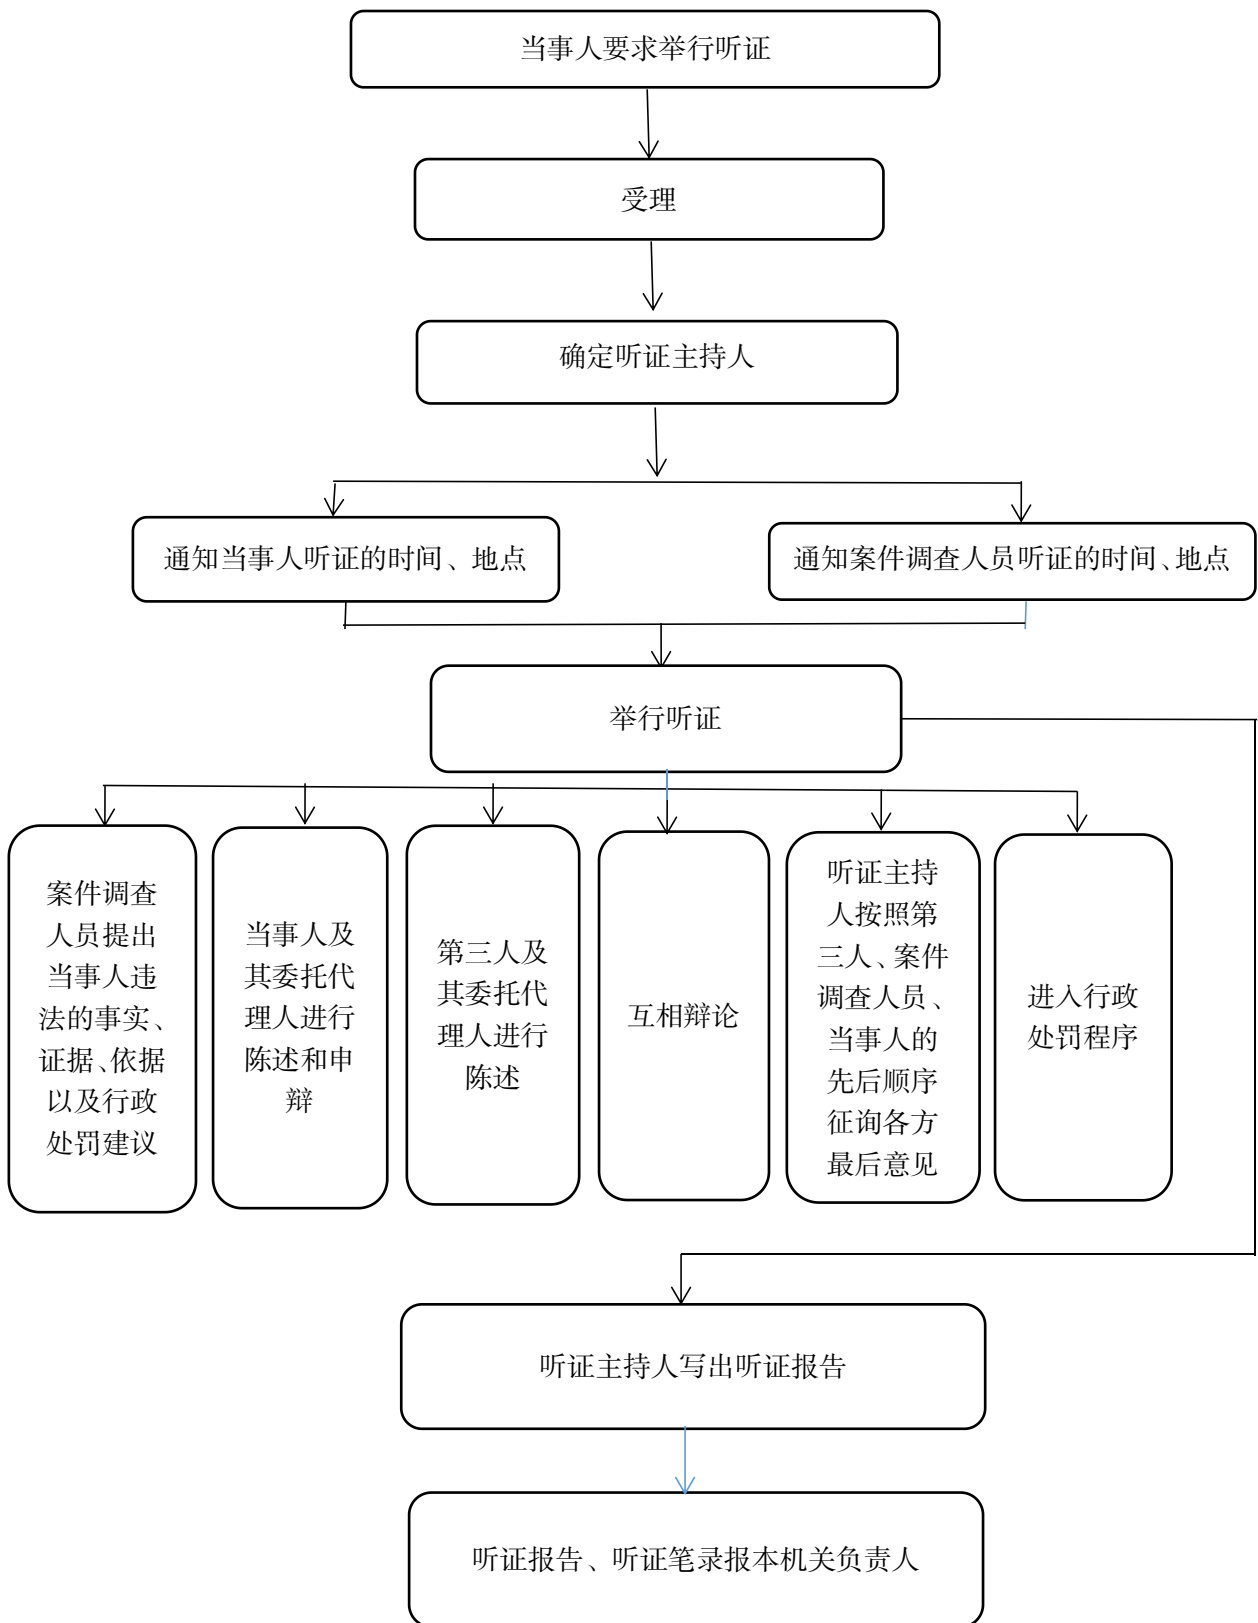 当事人要求举行听证
受理
确定听证主持人
通知当事人听证的时间、地点
通知案件调查人员听证的时间、地点
举行听证
案件调查
人员提出
当事人违
法的事实、
证据、依据
以及行政
处罚建议
当事人及
其委托代
理人进行
陈述和申
辩
第三人及
其委托代
理人进行
陈述
互相辩论
听证主持
人按照第
三人、案件
调查人员、
当事人的
先后顺序
征询各方
最后意见
进入行政
处罚程序
听证主持人写出听证报告
听证报告、听证笔录报本机关负责人